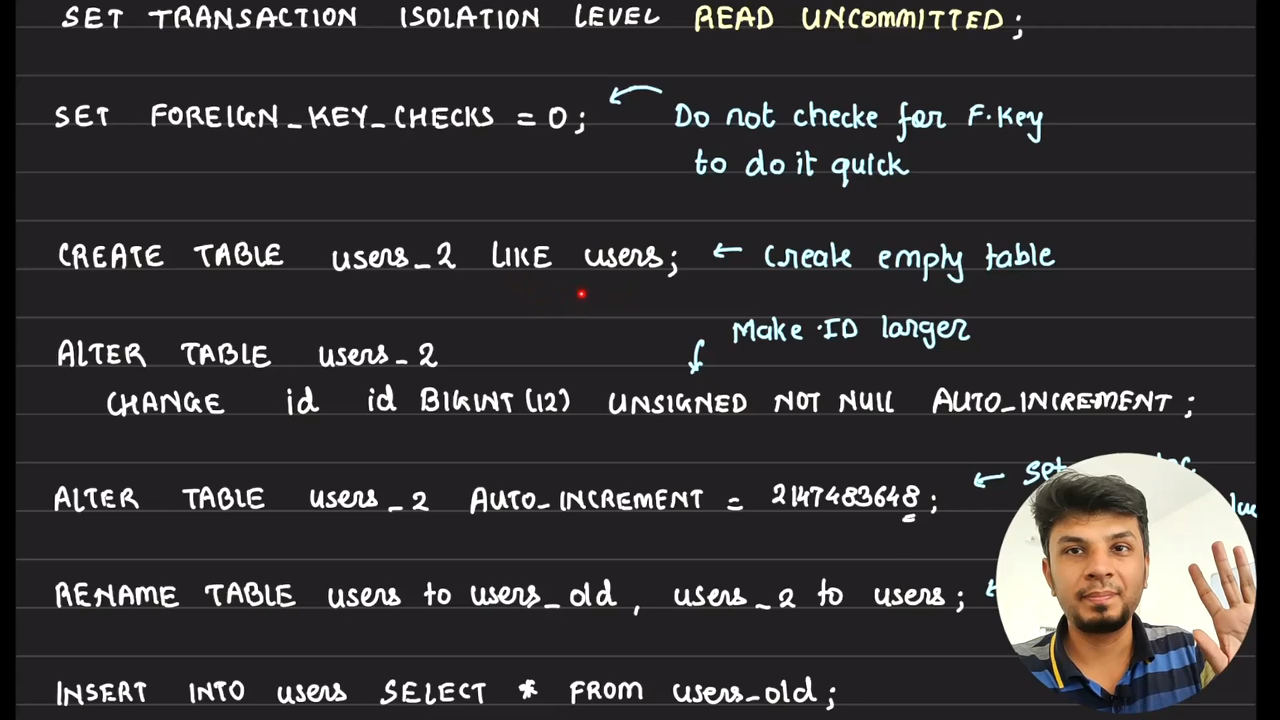 SET TRANSACTION ISOLATION LEVEL READ UNCOMMITTED;
SET FOREIGN_KEY_CHECKS = 0; Do not checke for F.Key
to do it quick
CREATE TABLE users_2 LIKE users; ← Create empty table
Make ID larger
ALTER TABLE users_2
CHANGE id id BIGINT (12) UNSIGNED NOT NULL AUTO_INCREMENT;
ALTER TABLE users_2 AUTO_INCREMENT = 2147483648; ← Set
RENAME TABLE users to users_old, users_2 to users; ←
INSERT INTO users SELECT * FROM users_old;